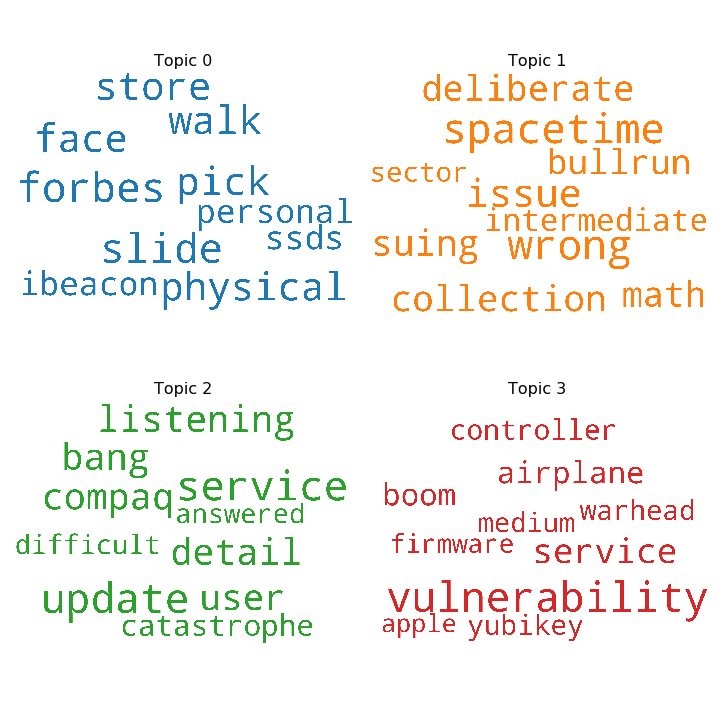 Topic 0
store
walk
face
forbes pick
personal
slide ssds
ibeacon physical
Topic 1
deliberate
spacetime
bullrun
sector
issue
intermediate
suing wrong
collection math
Topic 2
listening
bang
compaq service
answered
difficult detail
update user
catastrophe
Topic 3
controller
airplane
boom
medium warhead
firmware service
vulnerability
apple yubikey